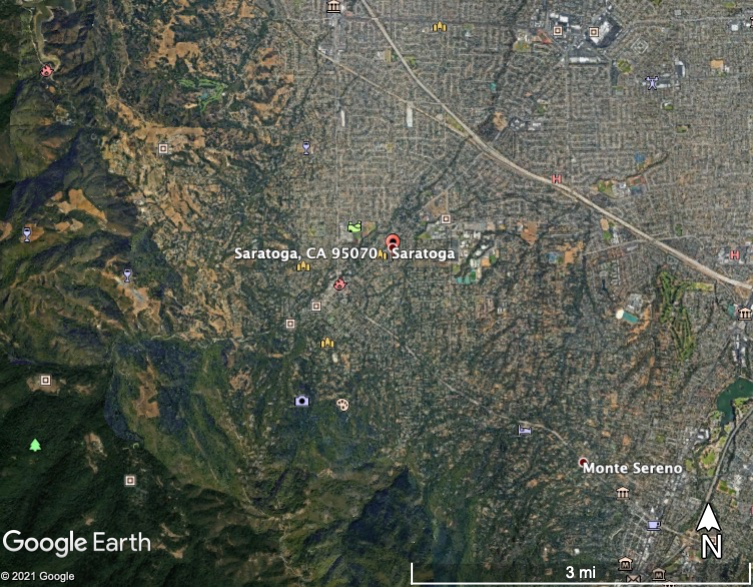 Saratoga, CA 95070
Saratoga
H
H
Monte Sereno
Google Earth
N
© 2021 Google
3 mi